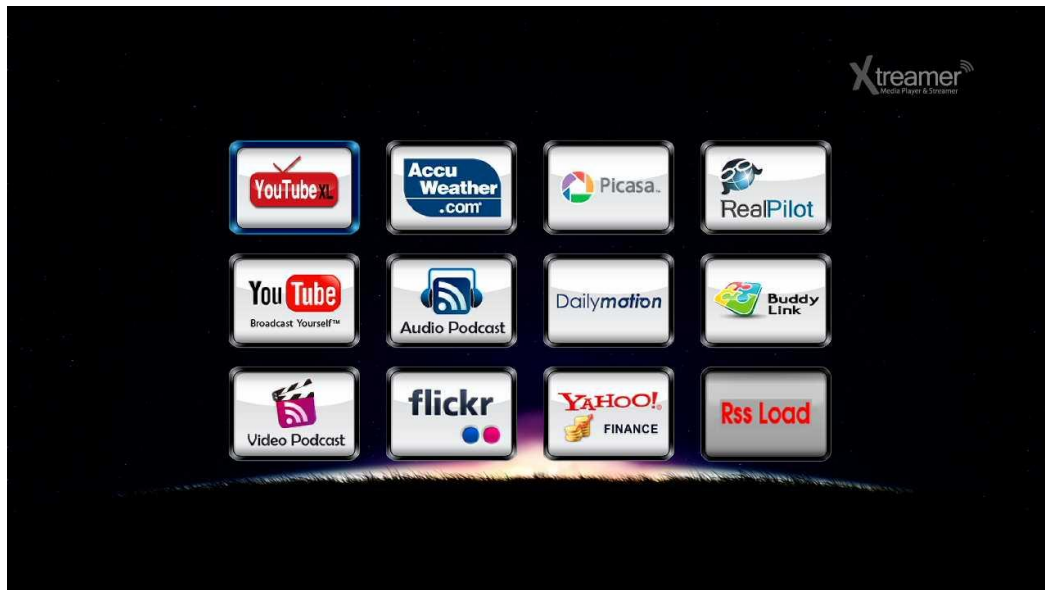 Xtreamer
Media Player & Streamer
YouTube XL
Accu
Weather
.com®
Picasa™
RealPilot
You Tube
Broadcast Yourself™
Audio Podcast
Dailymotion
Buddy
Link
Video Podcast
flickr
YAHOO!®
FINANCE
Rss Load